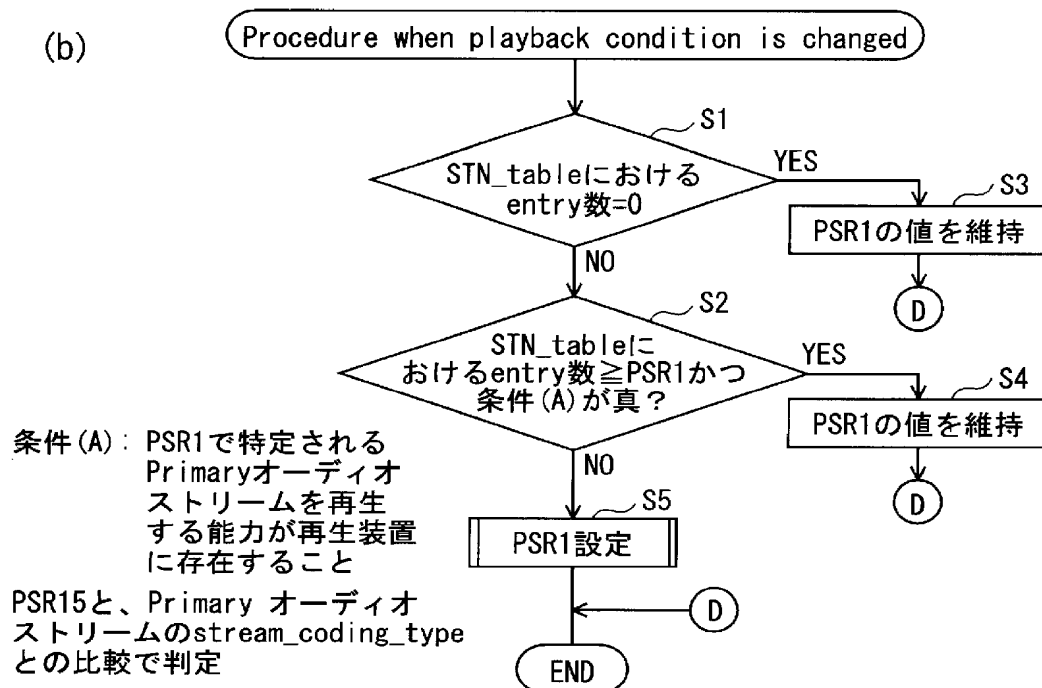 (b)
Procedure when playback condition is changed
S1
STN_tableにおける
entry数=0
YES
S3
PSR1の値を維持
D
NO
S2
STN_tableに
おけるentry数≧PSR1かつ
条件(A)が真?
YES
S4
PSR1の値を維持
D
NO
条件(A): PSR1で特定される
Primaryオーディオ
ストリームを再生
する能力が再生装置
に存在すること
PSR15と、Primary オーディオ
ストリームのstream_coding_type
との比較で判定
S5
PSR1設定
D
END